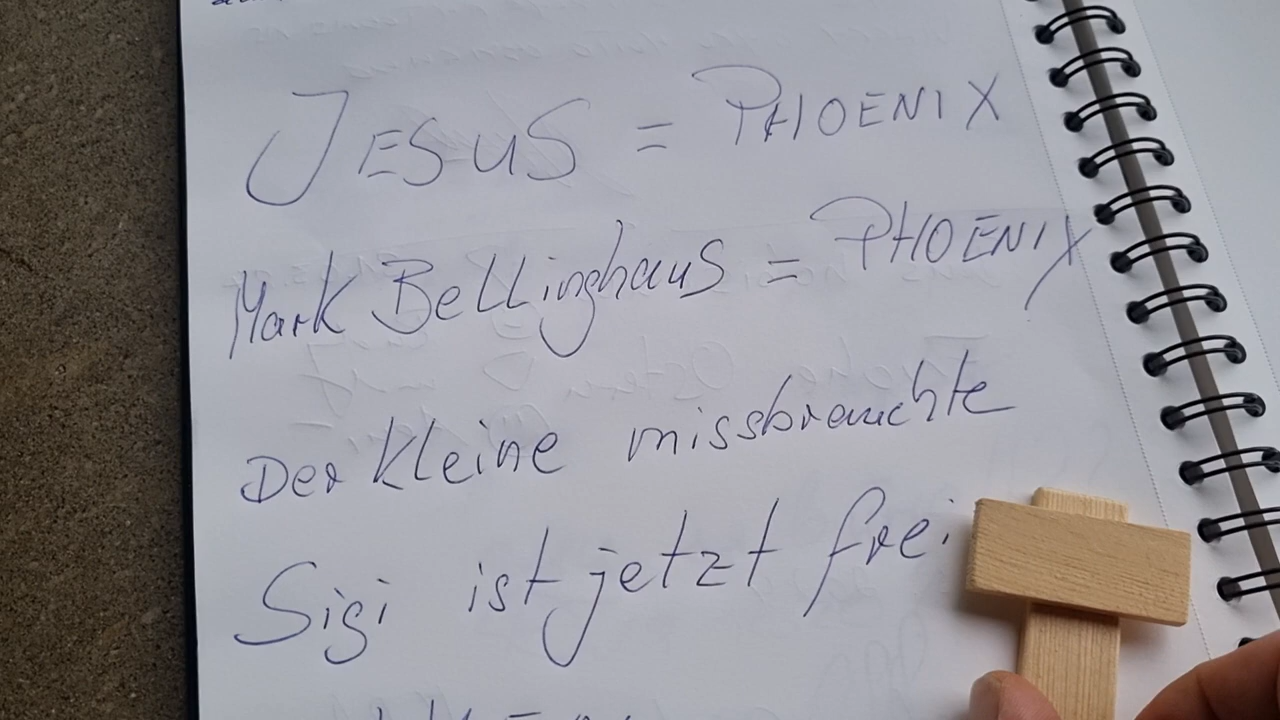 JESUS = PHOENIX
Mark Bellinghaus = PHOENIX
Der kleine missbrauchte
Sigi ist jetzt frei